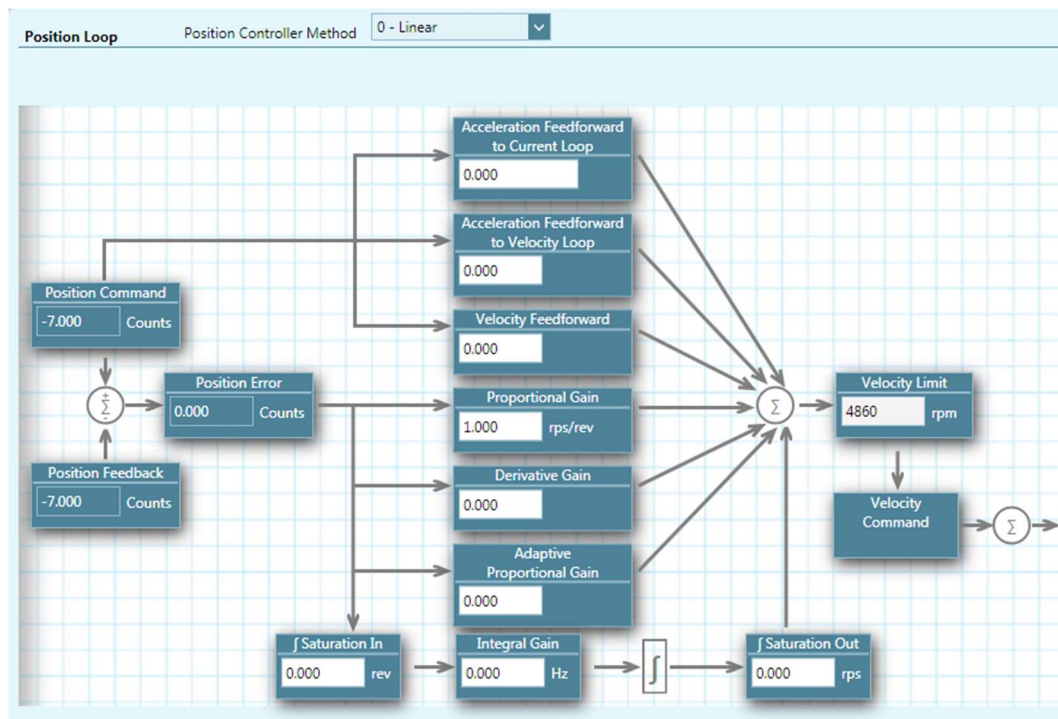 Position Loop
Position Controller Method
0 - Linear
Acceleration Feedforward
to Current Loop
0.000
Acceleration Feedforward
to Velocity Loop
0.000
Position Command
-7.000 Counts
Velocity Feedforward
0.000
±
Σ
-
Position Error
0.000 Counts
Proportional Gain
1.000 rps/rev
Σ
Velocity Limit
4860 rpm
Position Feedback
-7.000 Counts
Derivative Gain
0.000
Velocity
Command
Σ
Adaptive
Proportional Gain
0.000
∫ Saturation In
0.000 rev
Integral Gain
0.000 Hz
∫
∫ Saturation Out
0.000 rps